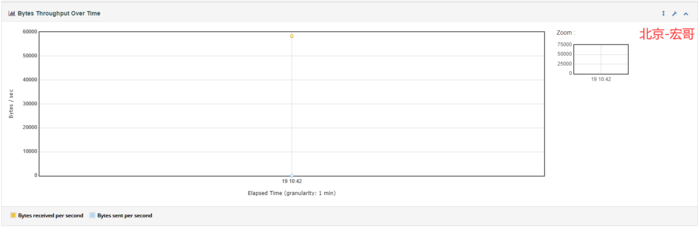 Bytes Throughput Over Time
Zoom :
北京-宏哥
60000
50000
40000
30000
20000
10000
0
Bytes / sec
19 10:42
Elapsed Time (granularity: 1 min)
75000
50000
25000
0
19 10:42
Bytes received per second
Bytes sent per second